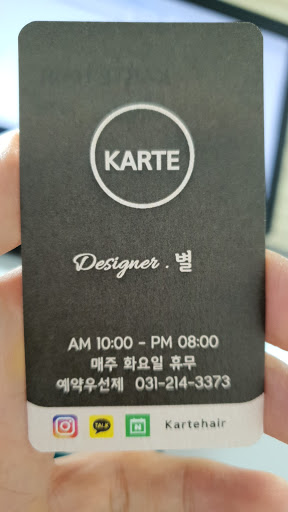 KARTE
Designer . 별
AM 10:00 - PM 08:00
매주 화요일 휴무
예약우선제 031-214-3373
TALK
N
Kartehair